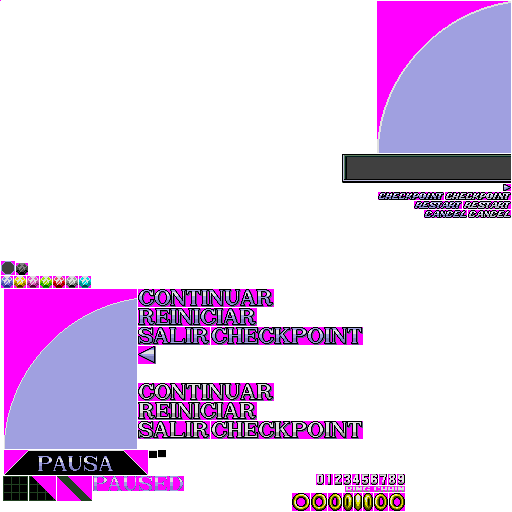 CHECKPOINT CHECKPOINT
RESTART RESTART
CANCEL CANCEL
CONTINUAR
REINICIAR
SALIR CHECKPOINT
CONTINUAR
REINICIAR
SALIR CHECKPOINT
PAUSA
PAUSED
0123456789